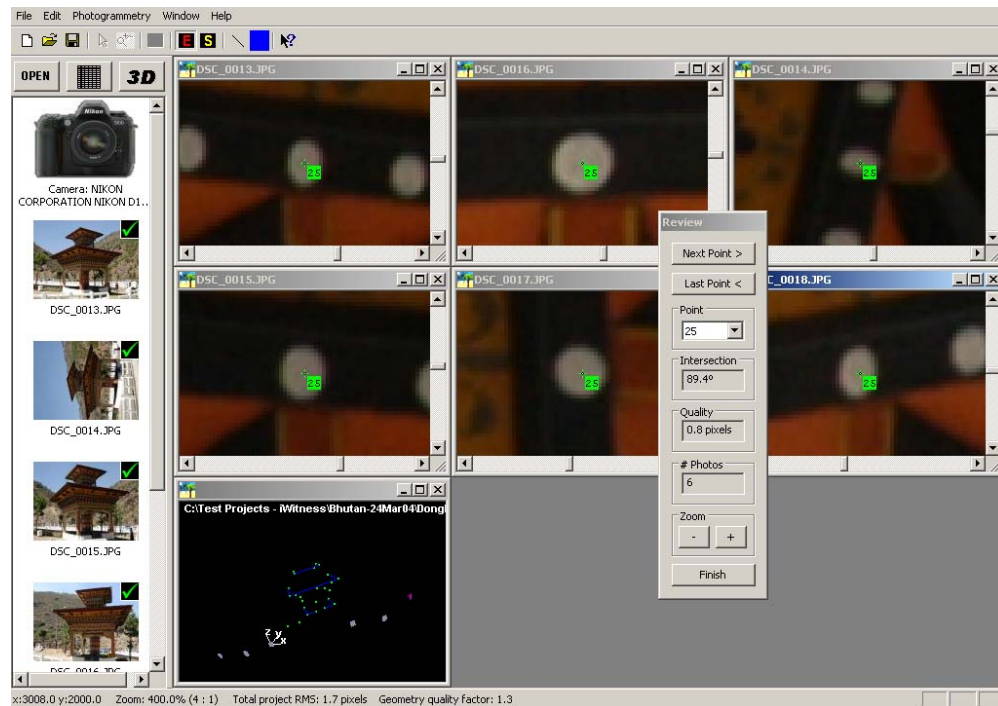 File Edit Photogrammetry Window Help
E S
OPEN 3D
Nikon
Camera: NIKON
CORPORATION NIKON D1..
DSC_0013.JPG
DSC_0014.JPG
DSC_0015.JPG
DSC_0016.JPG
DSC_0013.JPG
25
DSC_0016.JPG
25
DSC_0014.JPG
25
DSC_0015.JPG
25
DSC_0017.JPG
25
C_0018.JPG
25
Review
Next Point >
Last Point <
Point
25
Intersection
89.4º
Quality
0.8 pixels
# Photos
6
Zoom
- +
Finish
C:\Test Projects - iWitness\Bhutan-24Mar04\Dong
z y
x
x:3008.0 y:2000.0 Zoom: 400.0% (4 : 1) Total project RMS: 1.7 pixels Geometry quality factor: 1.3